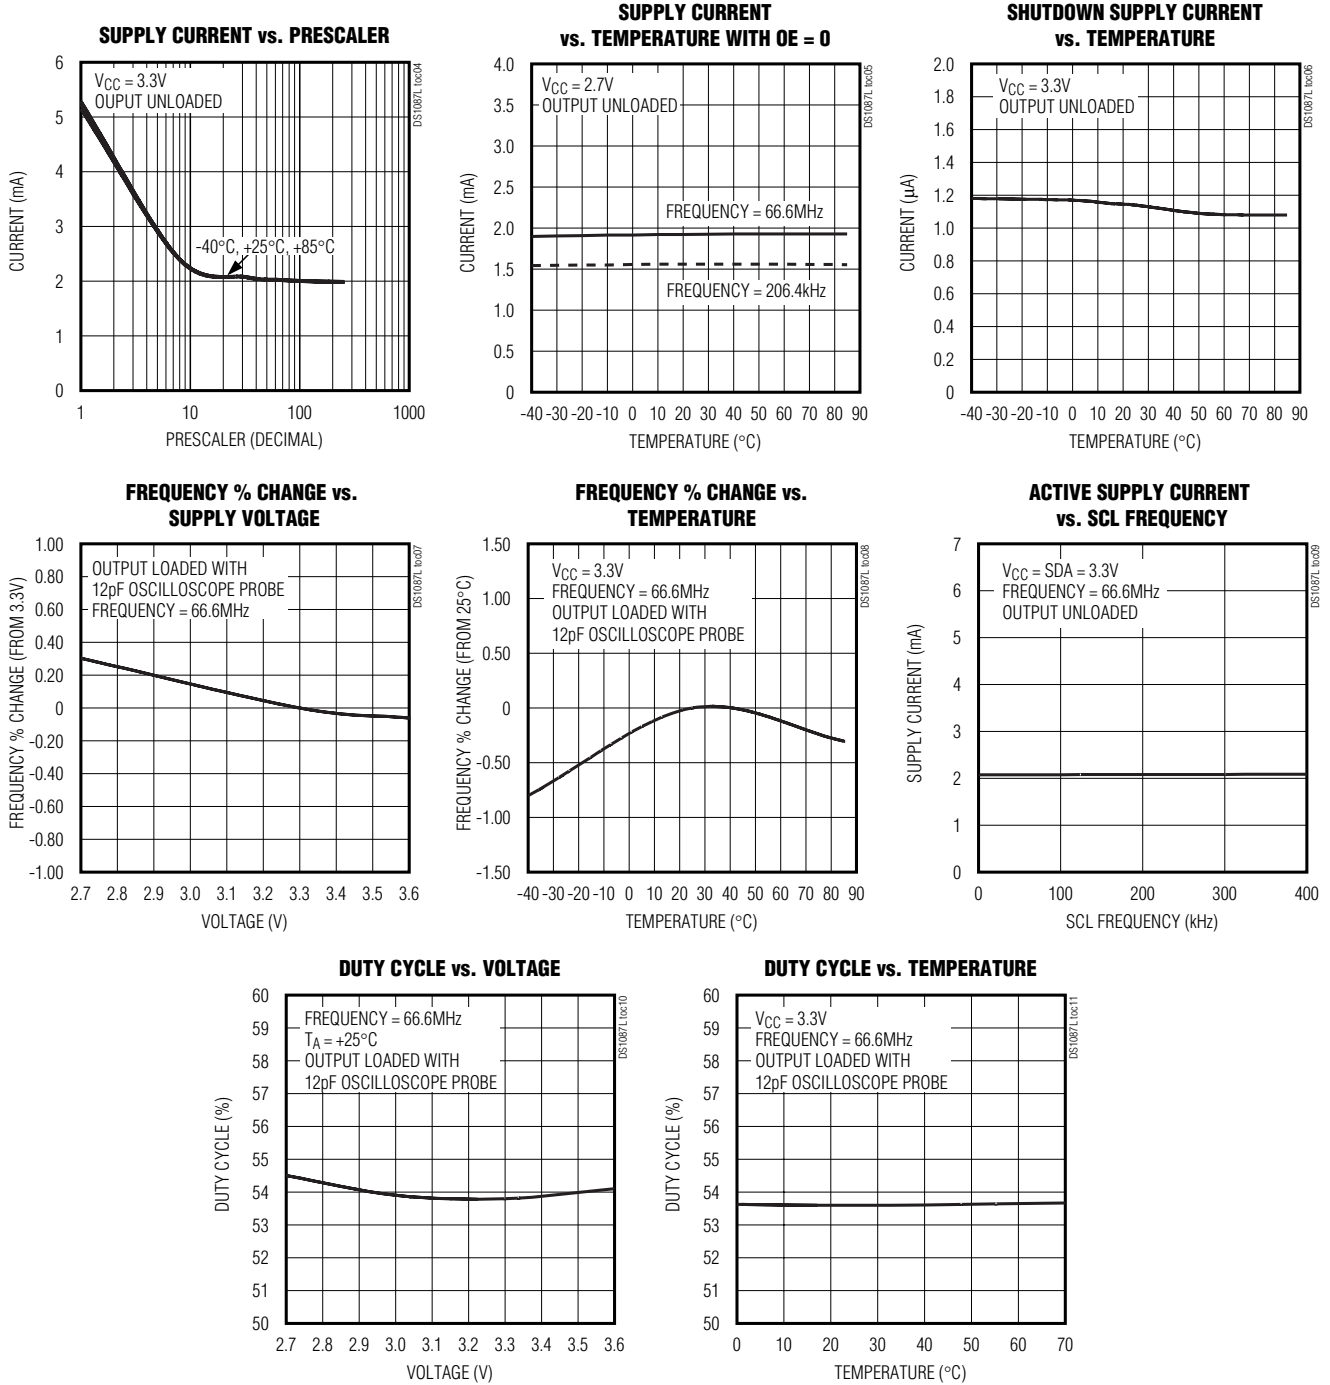 SUPPLY CURRENT vs. PRESCALER
6
5
4
3
2
1
0
CURRENT (mA)
VCC = 3.3V
OUPUT UNLOADED
-40°C, +25°C, +85°C
DS1087L toc04
1 10 100 1000
PRESCALER (DECIMAL)
SUPPLY CURRENT
vs. TEMPERATURE WITH OE = 0
4.0
3.5
3.0
2.5
2.0
1.5
1.0
0.5
0
CURRENT (mA)
VCC = 2.7V
OUTPUT UNLOADED
FREQUENCY = 66.6MHz
FREQUENCY = 206.4kHz
DS1087L toc05
-40 -30 -20 -10 0 10 20 30 40 50 60 70 80 90
TEMPERATURE (°C)
SHUTDOWN SUPPLY CURRENT
vs. TEMPERATURE
2.0
1.8
1.6
1.4
1.2
1.0
0.8
0.6
0.4
0.2
0
CURRENT (µA)
VCC = 3.3V
OUTPUT UNLOADED
DS1087L toc06
-40 -30 -20 -10 0 10 20 30 40 50 60 70 80 90
TEMPERATURE (°C)
FREQUENCY % CHANGE vs.
SUPPLY VOLTAGE
1.00
0.80
0.60
0.40
0.20
0
-0.20
-0.40
-0.60
-0.80
-1.00
FREQUENCY % CHANGE (FROM 3.3V)
OUTPUT LOADED WITH
12pF OSCILLOSCOPE PROBE
FREQUENCY = 66.6MHz
DS1087L toc07
2.7 2.8 2.9 3.0 3.1 3.2 3.3 3.4 3.5 3.6
VOLTAGE (V)
FREQUENCY % CHANGE vs.
TEMPERATURE
1.50
1.00
0.50
0
-0.50
-1.00
-1.50
FREQUENCY % CHANGE (FROM 25°C)
VCC = 3.3V
FREQUENCY = 66.6MHz
OUTPUT LOADED WITH
12pF OSCILLOSCOPE PROBE
DS1087L toc08
-40 -30 -20 -10 0 10 20 30 40 50 60 70 80 90
TEMPERATURE (°C)
ACTIVE SUPPLY CURRENT
vs. SCL FREQUENCY
7
6
5
4
3
2
1
0
SUPPLY CURRENT (mA)
VCC = SDA = 3.3V
FREQUENCY = 66.6MHz
OUTPUT UNLOADED
DS1087L toc09
0 100 200 300 400
SCL FREQUENCY (kHz)
DUTY CYCLE vs. VOLTAGE
60
59
58
57
56
55
54
53
52
51
50
DUTY CYCLE (%)
FREQUENCY = 66.6MHz
TA = +25°C
OUTPUT LOADED WITH
12pF OSCILLOSCOPE PROBE
DS1087L toc10
2.7 2.8 2.9 3.0 3.1 3.2 3.3 3.4 3.5 3.6
VOLTAGE (V)
DUTY CYCLE vs. TEMPERATURE
60
59
58
57
56
55
54
53
52
51
50
DUTY CYCLE (%)
VCC = 3.3V
FREQUENCY = 66.6MHz
OUTPUT LOADED WITH
12pF OSCILLOSCOPE PROBE
DS1087L toc11
0 10 20 30 40 50 60 70
TEMPERATURE (°C)